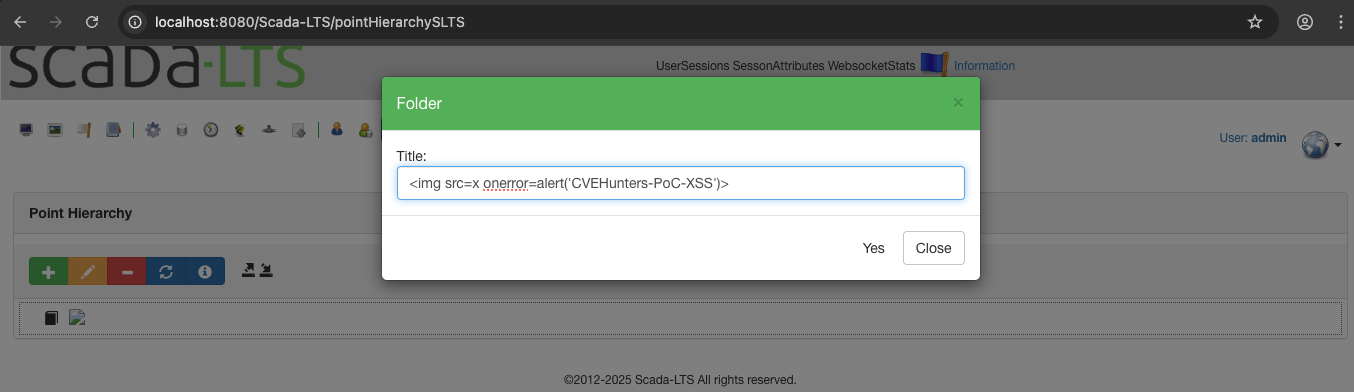 localhost:8080/Scada-LTS/pointHierarchySLTS
scada-LTS
UserSessions SessonAttributes WebsocketStats Information
Folder
×
User: admin
Title:
<img src=x onerror=alert('CVEHunters-PoC-XSS')>
Point Hierarchy
Yes Close
©2012-2025 Scada-LTS All rights reserved.